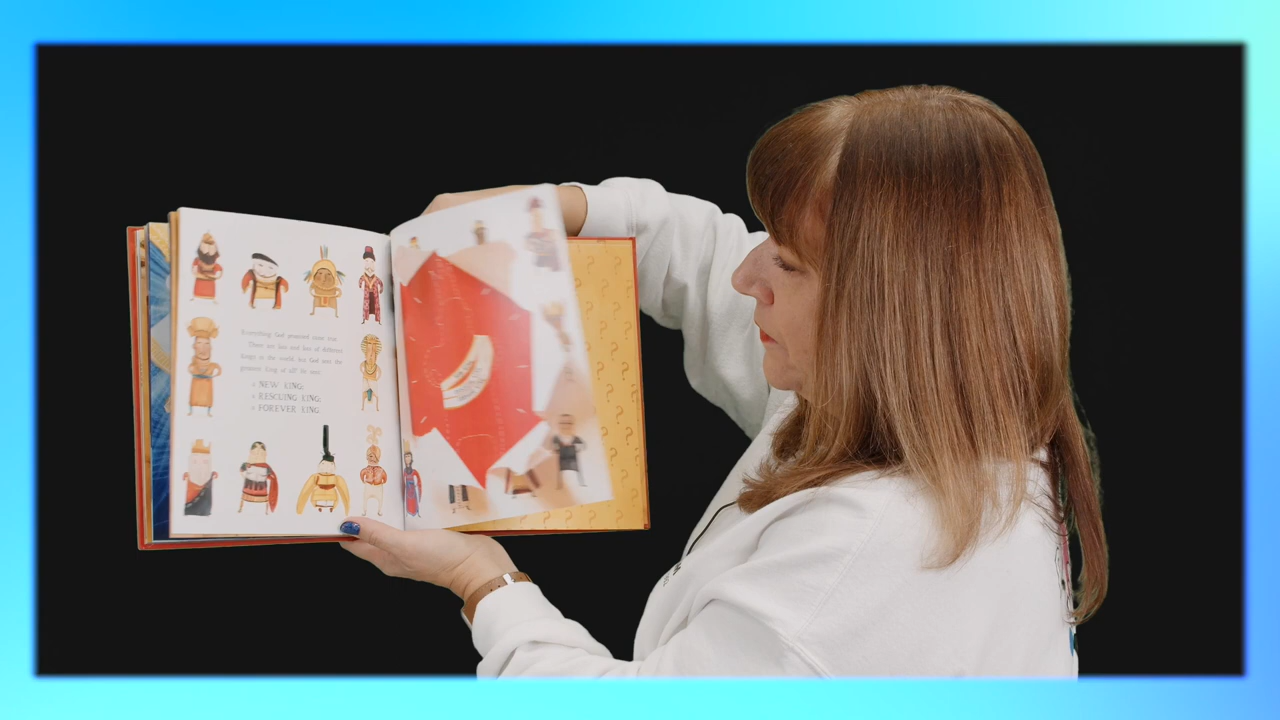 Everything God promised came true.
There are lots and lots of different
Kings in the world, but God sent the
greatest King of all! He sent:
a NEW KING;
a RESCUING KING;
a FOREVER KING